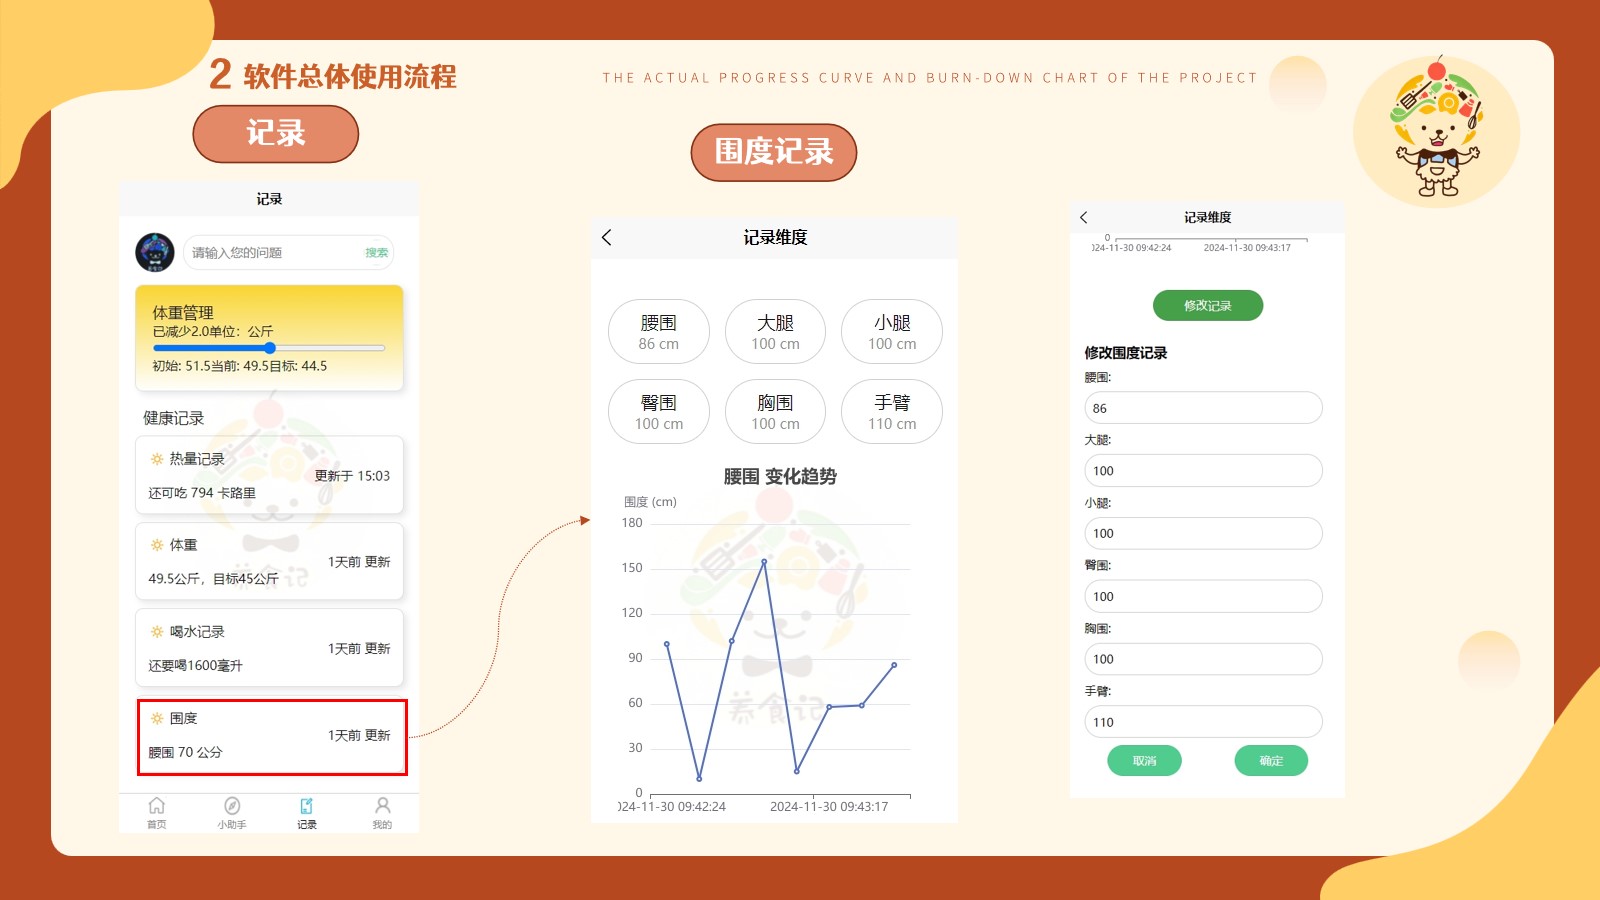 2 软件总体使用流程
THE ACTUAL PROGRESS CURVE AND BURN-DOWN CHART OF THE PROJECT
记录
围度记录
记录
请输入您的问题
搜索
体重管理
已减少2.0单位：公斤
初始: 51.5当前: 49.5目标: 44.5
健康记录
热量记录
更新于 15:03
还可吃 794 卡路里
体重
1天前 更新
49.5公斤，目标45公斤
喝水记录
1天前 更新
还要喝1600毫升
围度
1天前 更新
腰围 70 公分
首页
小助手
记录
我的
养食记
记录维度
腰围
86 cm
大腿
100 cm
小腿
100 cm
臀围
100 cm
胸围
100 cm
手臂
110 cm
腰围 变化趋势
围度 (cm)
180
150
120
90
60
30
0
养食记
24-11-30 09:42:24
2024-11-30 09:43:17
记录维度
0
24-11-30 09:42:24
2024-11-30 09:43:17
修改记录
修改围度记录
腰围:
86
大腿:
100
小腿:
100
臀围:
100
胸围:
100
手臂:
110
取消
确定